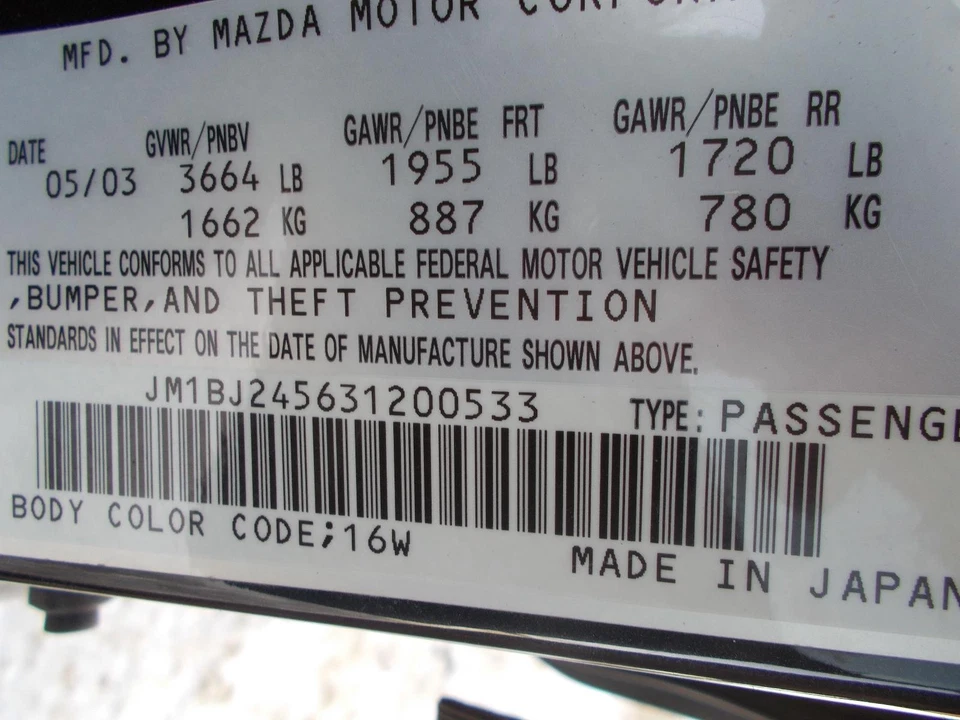 MFD. BY MAZDA MOTOR
DATE GVWR/PNBV GAWR/PNBE FRT GAWR/PNBE RR
05/03 3664 LB 1955 LB 1720 LB
1662 KG 887 KG 780 KG
THIS VEHICLE CONFORMS TO ALL APPLICABLE FEDERAL MOTOR VEHICLE SAFETY
,BUMPER,AND THEFT PREVENTION
STANDARDS IN EFFECT ON THE DATE OF MANUFACTURE SHOWN ABOVE.
JM1BJ245631200533 TYPE: PASSENGE
BODY COLOR CODE;16W
MADE IN JAPAN